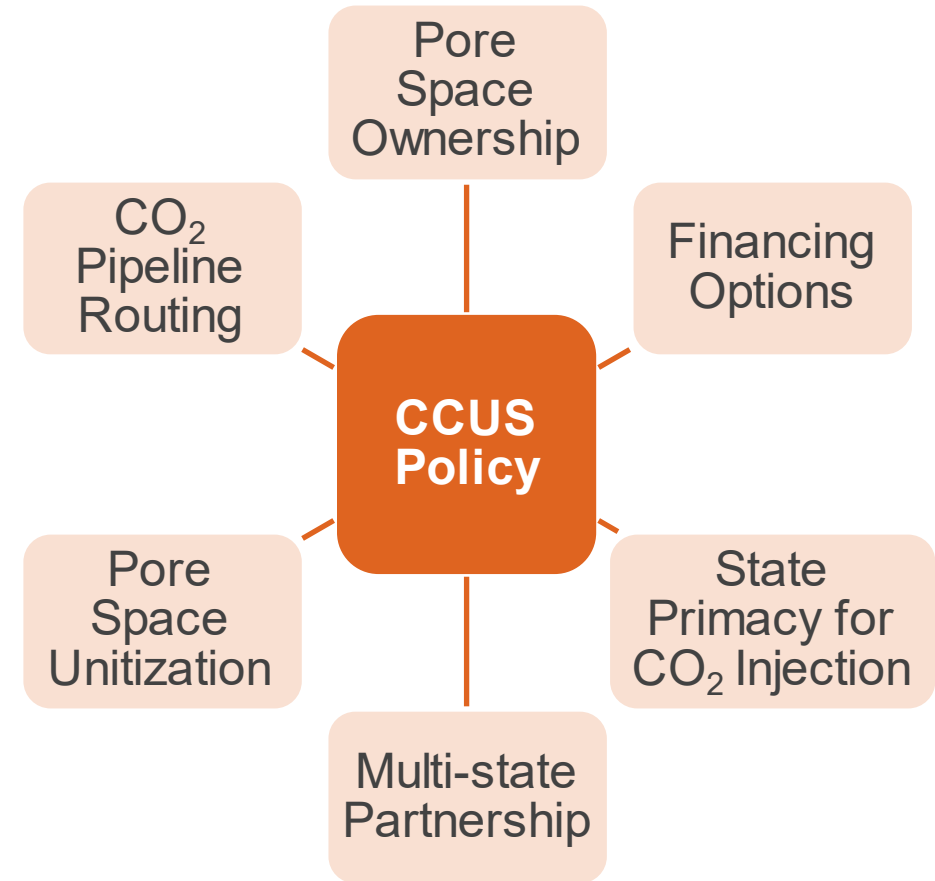 Pore
Space
Ownership
CO₂
Pipeline
Routing
Financing
Options
CCUS
Policy
Pore
Space
Unitization
State
Primacy for
CO₂ Injection
Multi-state
Partnership